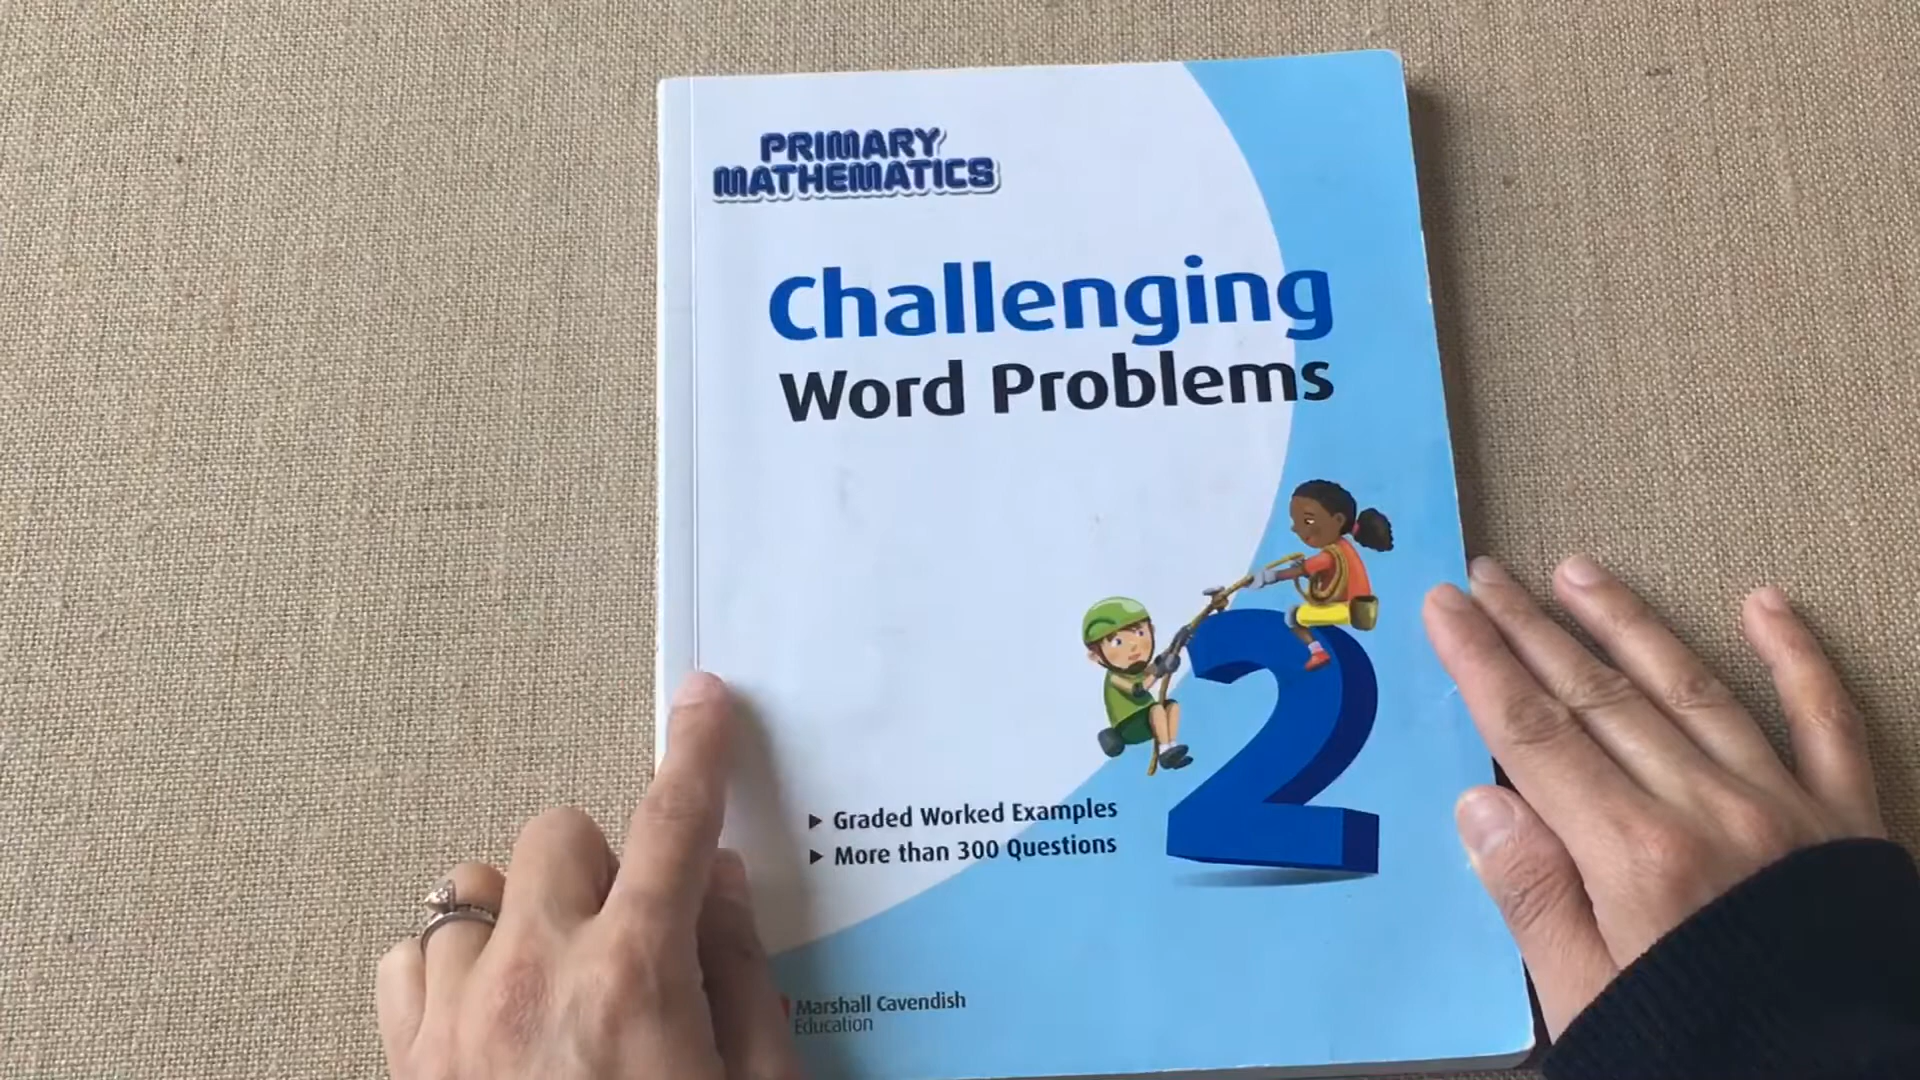 PRIMARY
MATHEMATICS
Challenging
Word Problems
2
▶ Graded Worked Examples
▶ More than 300 Questions
Marshall Cavendish
Education